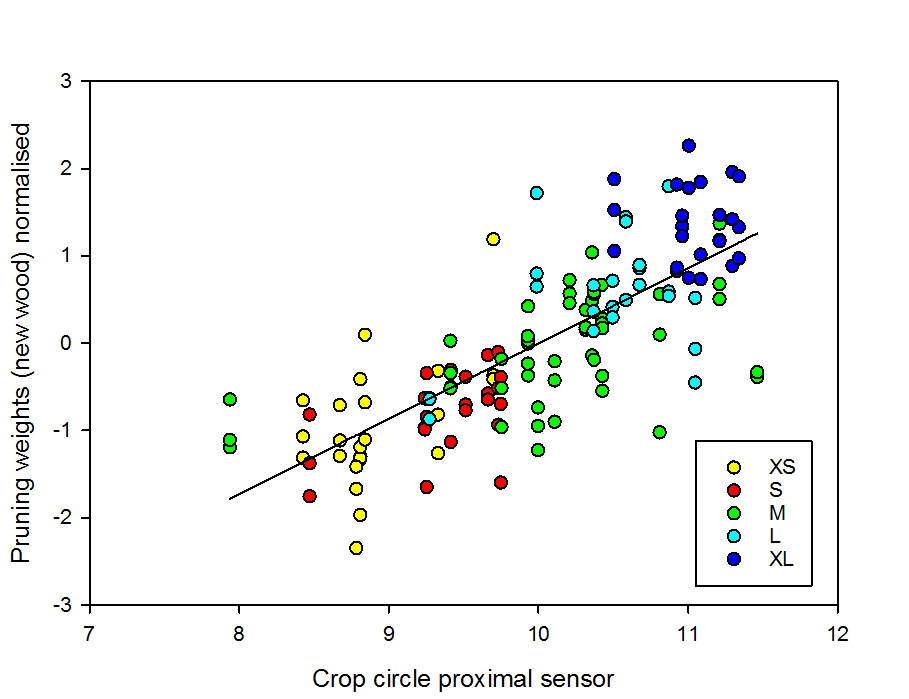 3
2
1
0
-1
-2
-3
Pruning weights (new wood) normalised
XS
S
M
L
XL
7 8 9 10 11 12
Crop circle proximal sensor